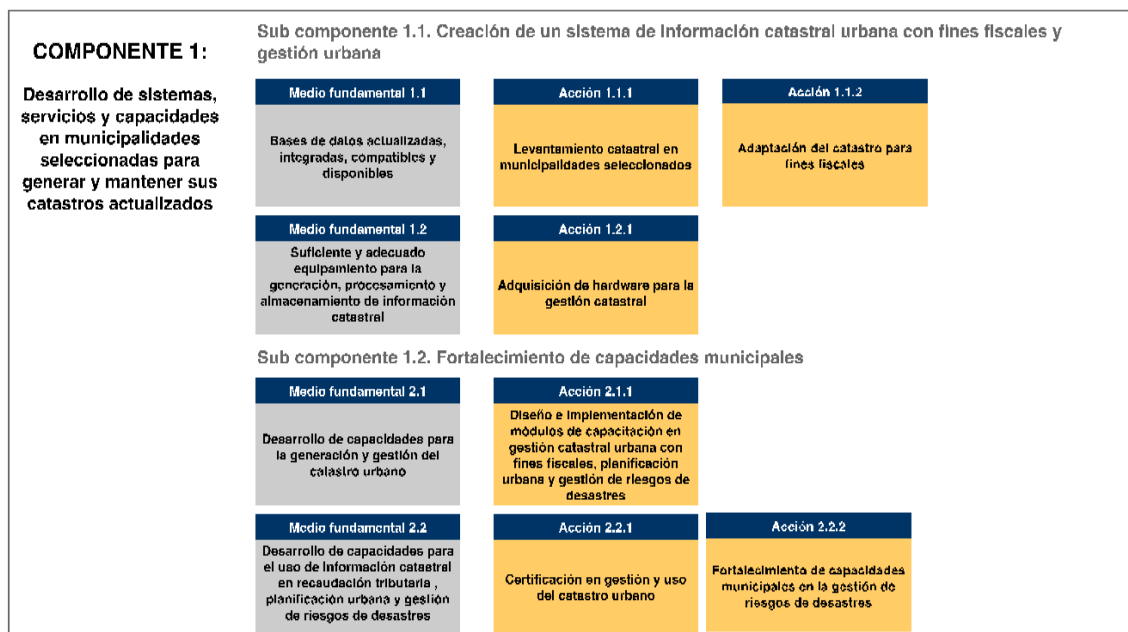 COMPONENTE 1:
Desarrollo de sistemas,
servicios y capacidades
en municipalidades
seleccionadas para
generar y mantener sus
catastros actualizados
Sub componente 1.1. Creación de un sistema de información catastral urbana con fines fiscales y
gestión urbana
Medio fundamental 1.1
Bases de datos actualizadas,
integradas, compatibles y
disponibles
Acción 1.1.1
Levantamiento catastral en
municipalidades seleccionados
Acción 1.1.2
Adaptación del catastro para
fines fiscales
Medio fundamental 1.2
Suficiente y adecuado
equipamiento para la
generación, procesamiento y
almacenamiento de información
catastral
Acción 1.2.1
Adquisición de hardware para la
gestión catastral
Sub componente 1.2. Fortalecimiento de capacidades municipales
Medio fundamental 2.1
Desarrollo de capacidades para
la generación y gestión del
catastro urbano
Acción 2.1.1
Diseño e implementación de
módulos de capacitación en
gestión catastral urbana con
fines fiscales, planificación
urbana y gestión de riesgos de
desastres
Medio fundamental 2.2
Desarrollo de capacidades para
el uso de información catastral
en recaudación tributaria ,
planificación urbana y gestión
de riesgos de desastres
Acción 2.2.1
Certificación en gestión y uso
del catastro urbano
Acción 2.2.2
Fortalecimiento de capacidades
municipales en la gestión de
riesgos de desastres